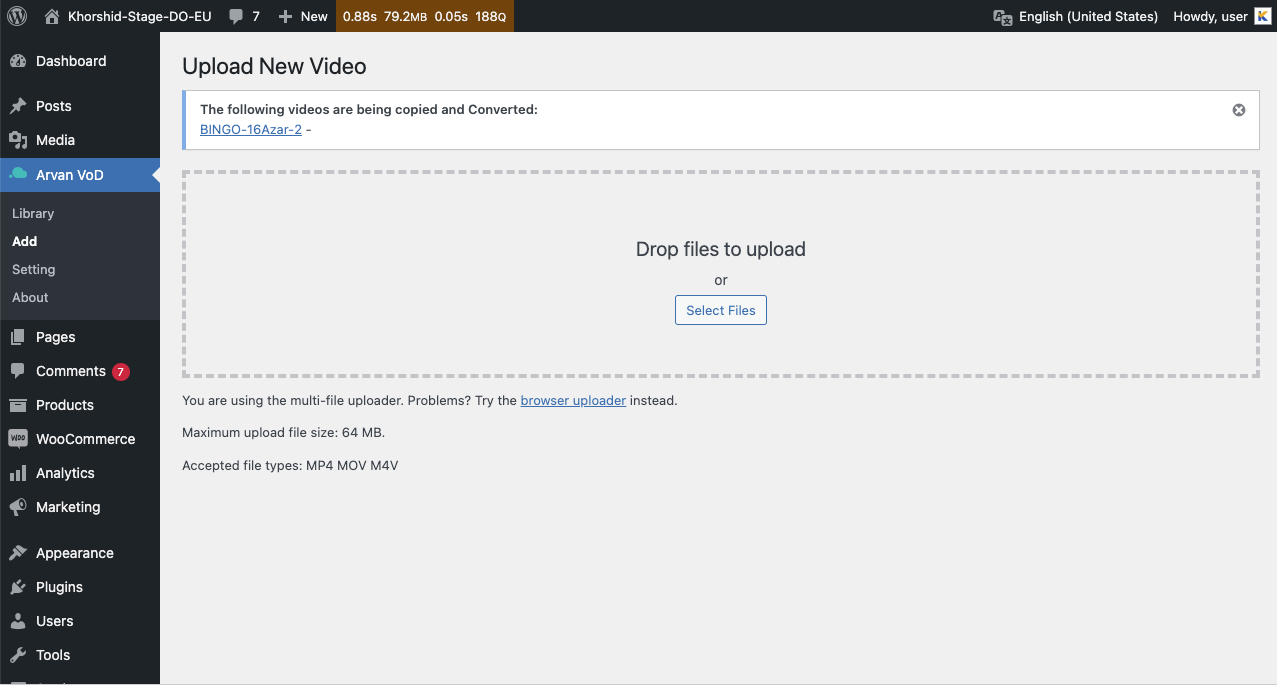 Khorshid-Stage-DO-EU 7 New 0.88s 79.2MB 0.05s 188Q English (United States) Howdy, user
Dashboard
Posts
Media
Arvan VoD
Library
Add
Setting
About
Pages
Comments 7
Products
WooCommerce
Analytics
Marketing
Appearance
Plugins
Users
Tools
Upload New Video
The following videos are being copied and Converted:
BINGO-16Azar-2 -
Drop files to upload
or
Select Files
You are using the multi-file uploader. Problems? Try the browser uploader instead.
Maximum upload file size: 64 MB.
Accepted file types: MP4 MOV M4V